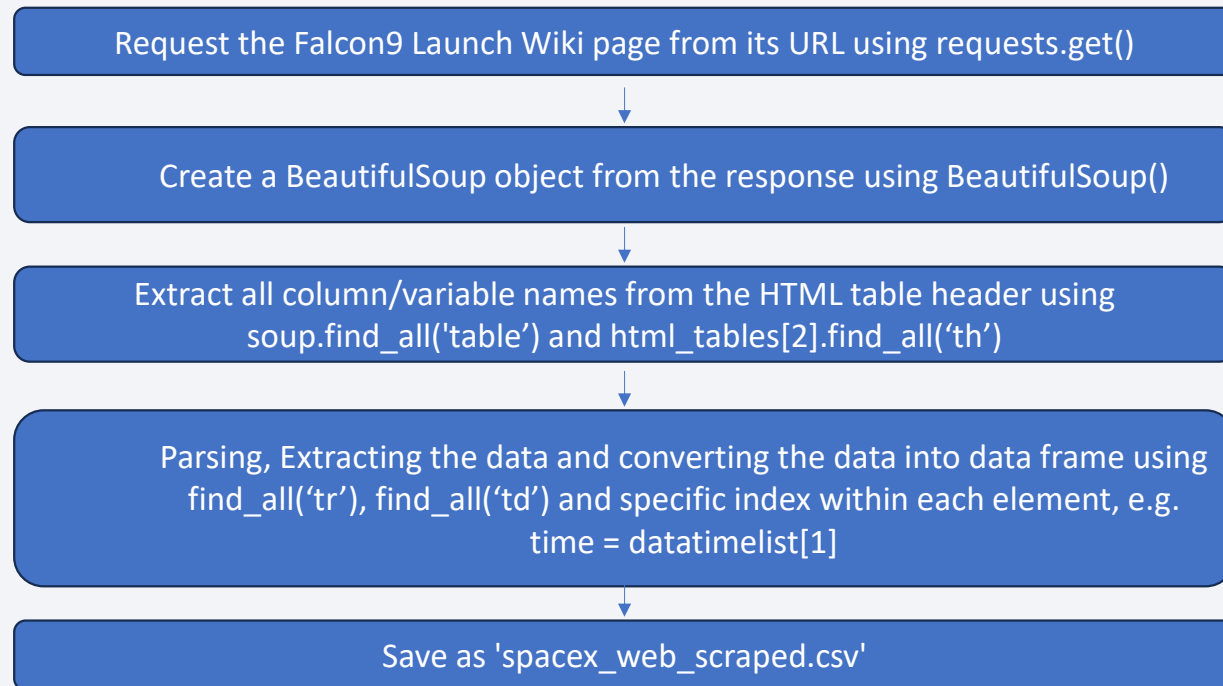 Request the Falcon9 Launch Wiki page from its URL using requests.get()
Create a BeautifulSoup object from the response using BeautifulSoup()
Extract all column/variable names from the HTML table header using
soup.find_all('table’) and html_tables[2].find_all(‘th’)
Parsing, Extracting the data and converting the data into data frame using
find_all(‘tr’), find_all(‘td’) and specific index within each element, e.g.
time = datatimelist[1]
Save as 'spacex_web_scraped.csv'